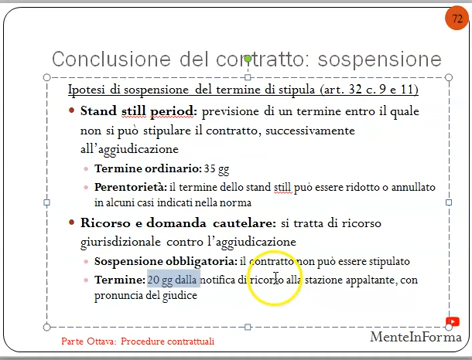 72
Conclusione del contratto: sospensione
Ipotesi di sospensione del termine di stipula (art. 32 c. 9 e 11)
• Stand still period: previsione di un termine entro il quale
non si può stipulare il contratto, successivamente
all'aggiudicazione
• Termine ordinario: 35 gg
• Perentorietà: il termine dello stand still può essere ridotto o annullato
in alcuni casi indicati nella norma
• Ricorso e domanda cautelare: si tratta di ricorso
giurisdizionale contro l'aggiudicazione
• Sospensione obbligatoria: il contratto non può essere stipulato
• Termine: 20 gg dalla notifica di ricorso alla stazione appaltante, con
pronuncia del giudice
MenteInForma
Parte Ottava: Procedure contrattuali